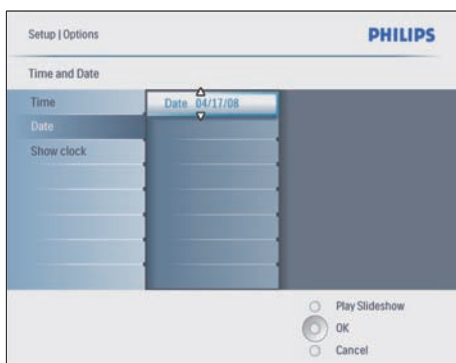 Setup | Options
PHILIPS
Time and Date
Time
Date 04/17/08
Date
Show clock
Play Slideshow
OK
Cancel